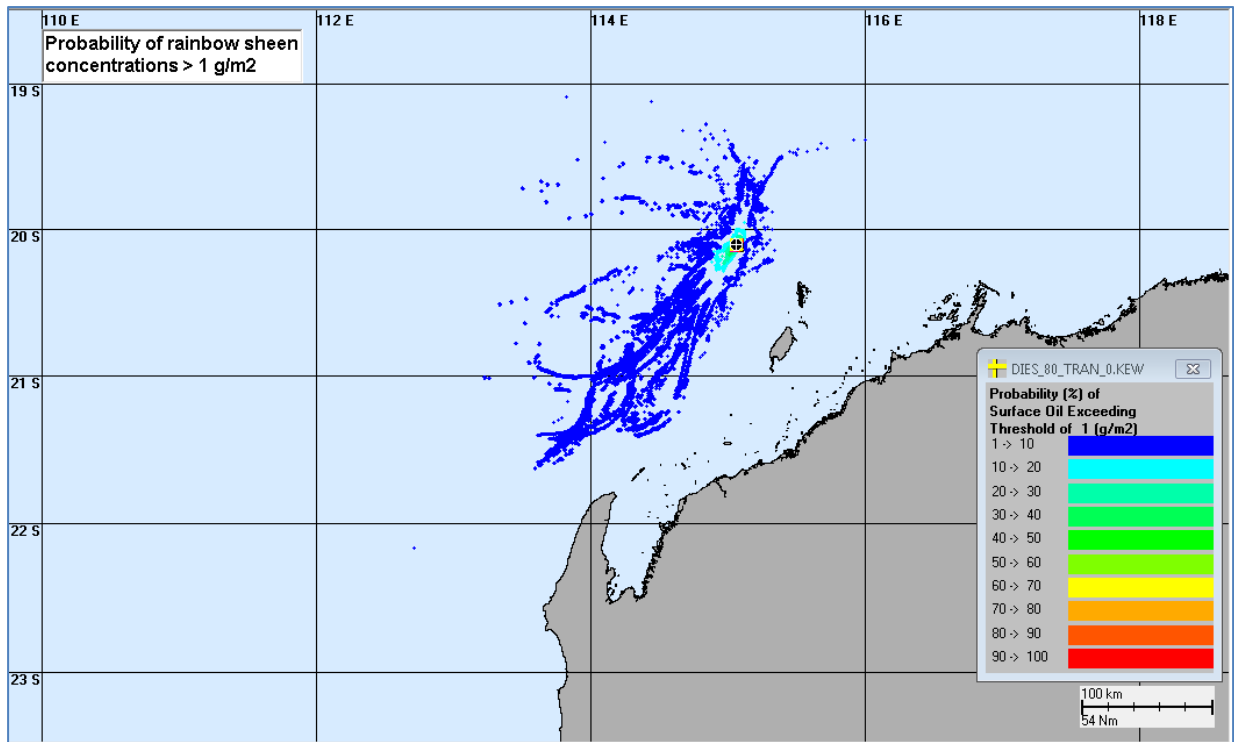 110 E 112 E 114 E 116 E 118 E
Probability of rainbow sheen
concentrations > 1 g/m2
19 S
20 S
21 S
22 S
23 S
DIES_80_TRAN_0.KEW
Probability (%) of
Surface Oil Exceeding
Threshold of 1 (g/m2)
1 -> 10
10 -> 20
20 -> 30
30 -> 40
40 -> 50
50 -> 60
60 -> 70
70 -> 80
80 -> 90
90 -> 100
100 km
54 Nm